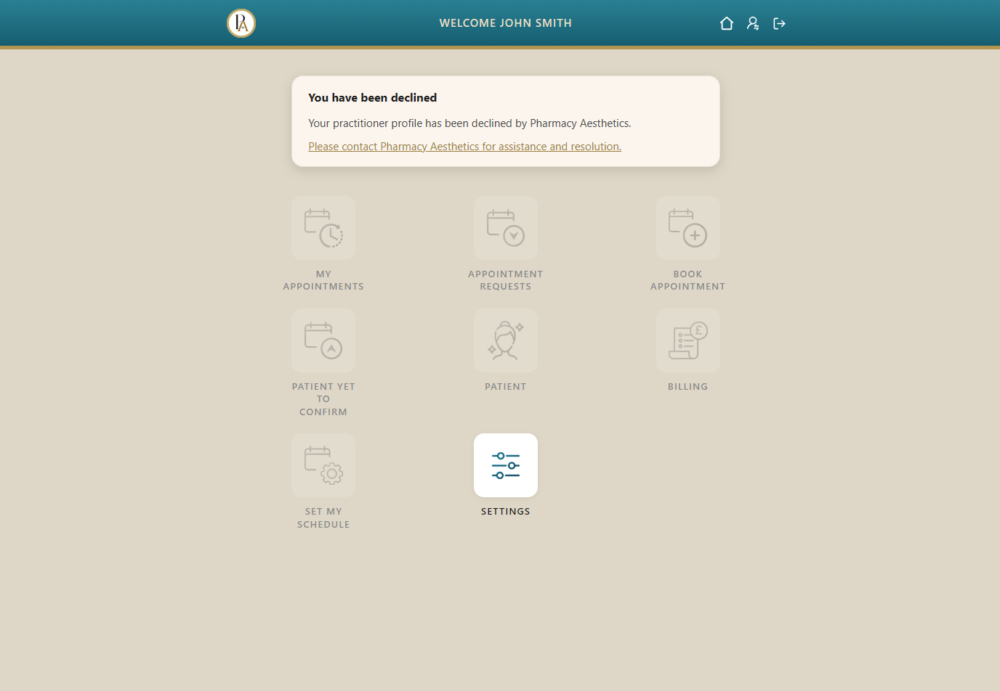 PA
WELCOME JOHN SMITH
You have been declined
Your practitioner profile has been declined by Pharmacy Aesthetics.
Please contact Pharmacy Aesthetics for assistance and resolution.
MY
APPOINTMENTS
APPOINTMENT
REQUESTS
BOOK
APPOINTMENT
PATIENT YET
TO
CONFIRM
PATIENT
£
BILLING
SET MY
SCHEDULE
SETTINGS